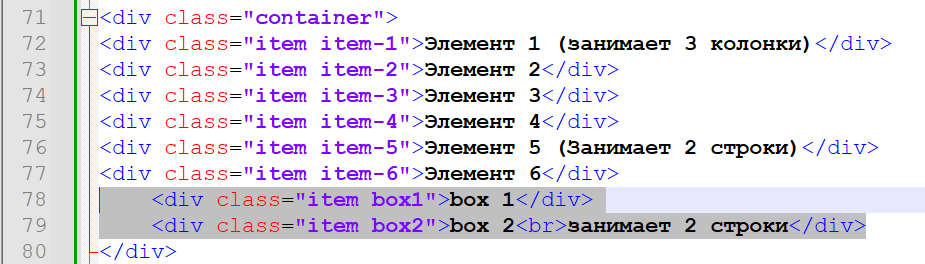 71 <div class="container">
72 <div class="item item-1">Элемент 1 (занимает 3 колонки)</div>
73 <div class="item item-2">Элемент 2</div>
74 <div class="item item-3">Элемент 3</div>
75 <div class="item item-4">Элемент 4</div>
76 <div class="item item-5">Элемент 5 (Занимает 2 строки)</div>
77 <div class="item item-6">Элемент 6</div>
78     <div class="item box1">box 1</div>
79     <div class="item box2">box 2<br>занимает 2 строки</div>
80 </div>